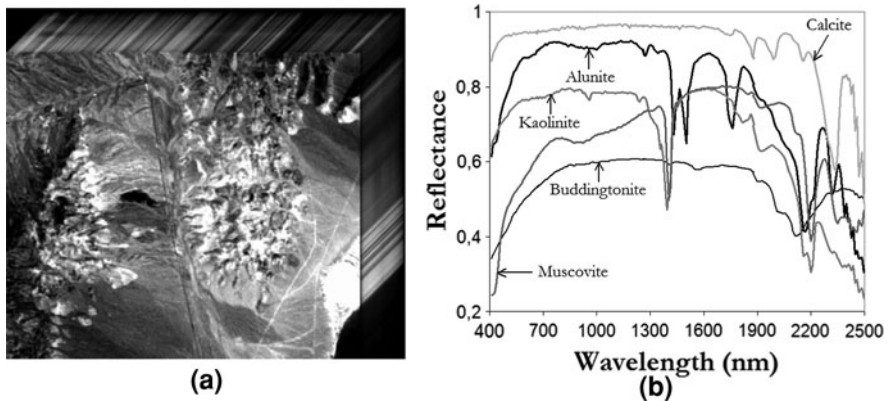 (a)
(b)
Reflectance
1
0,8
0,6
0,4
0,2
Calcite
Alunite
Kaolinite
Buddingtonite
Muscovite
400 700 1000 1300 1600 1900 2200 2500
Wavelength (nm)